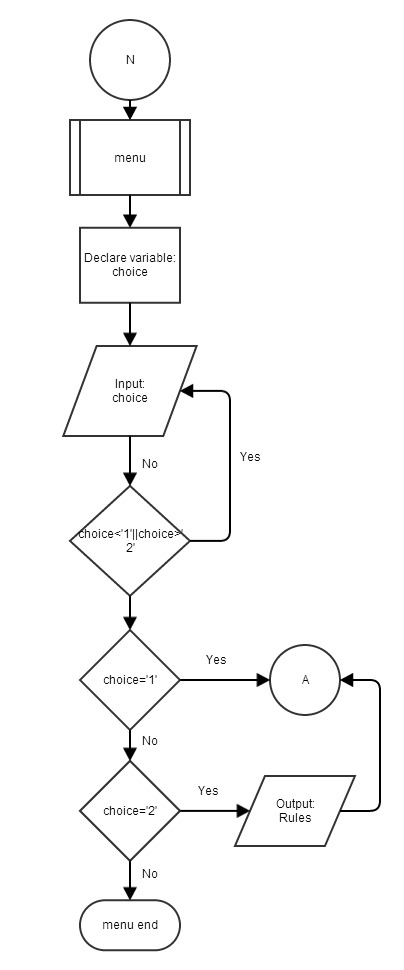 N
menu
Declare variable:
choice
Input:
choice
Yes
No
choice<'1'||choice>'
2'
Yes
choice='1'
A
No
Yes
choice='2'
Output:
Rules
No
menu end